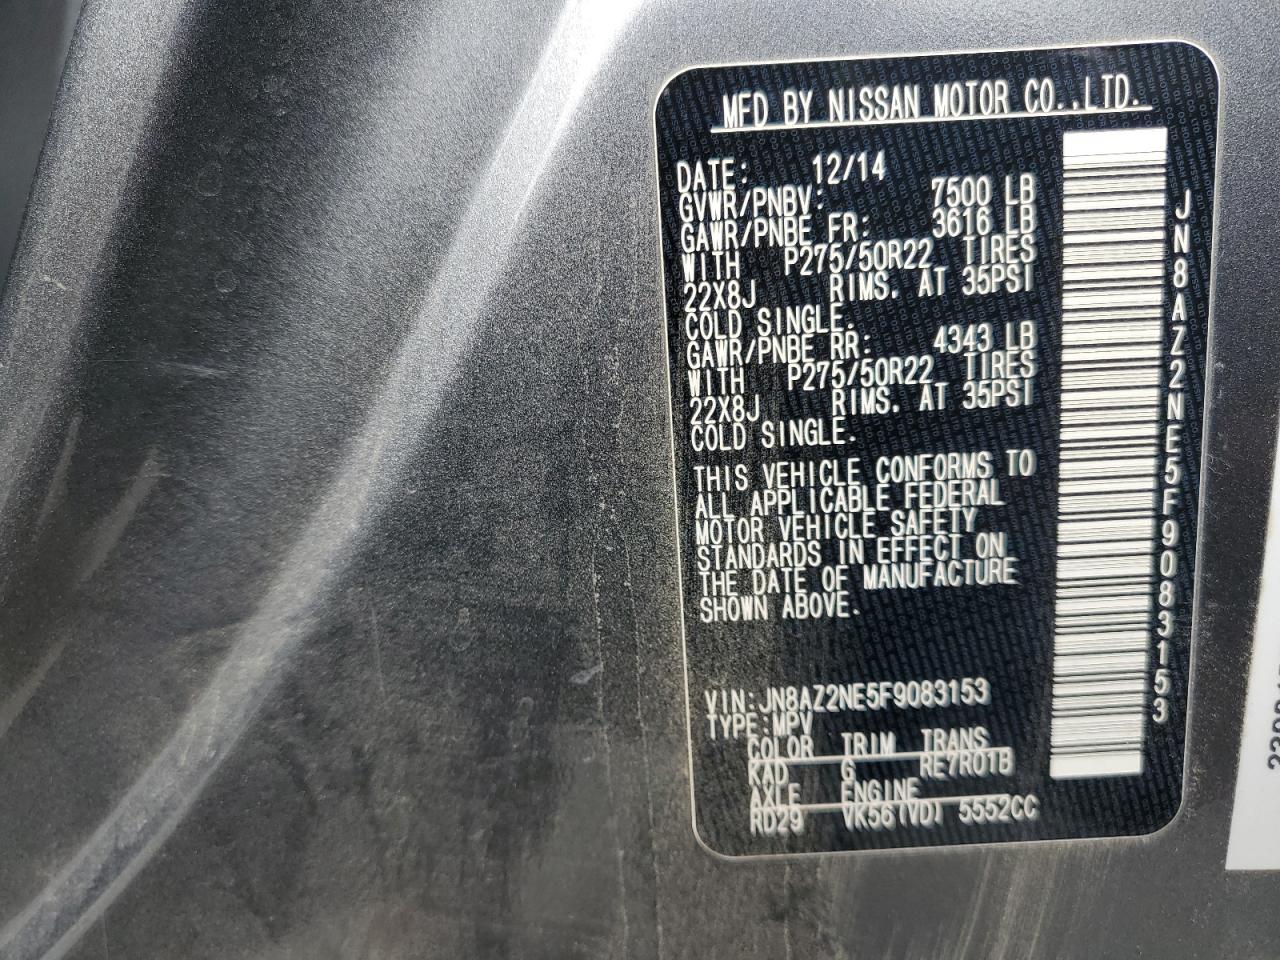 MFD BY NISSAN MOTOR CO.,LTD.
DATE: 12/14
GVWR/PNBV: 7500 LB
GAWR/PNBE FR: 3616 LB
WITH P275/50R22 TIRES
22X8J RIMS. AT 35PSI
COLD SINGLE.
GAWR/PNBE RR: 4343 LB
WITH P275/50R22 TIRES
22X8J RIMS. AT 35PSI
COLD SINGLE.
THIS VEHICLE CONFORMS TO
ALL APPLICABLE FEDERAL
MOTOR VEHICLE SAFETY
STANDARDS IN EFFECT ON
THE DATE OF MANUFACTURE
SHOWN ABOVE.
VIN:JN8AZ2NE5F9083153
TYPE:MPV
COLOR TRIM TRANS
KAD G RE7R01B
AXLE ENGINE
RD29 VK56(VD) 5552CC
JN8AZ2NE5F9083153